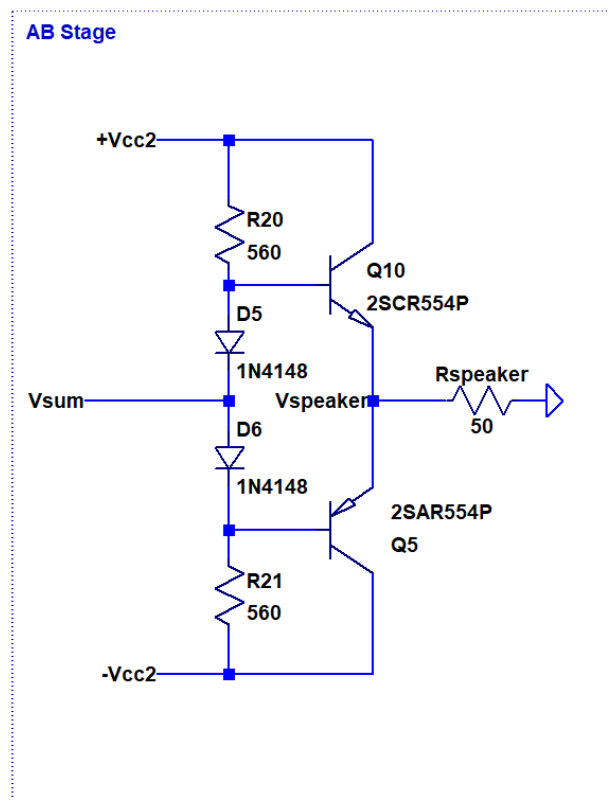 AB Stage
+Vcc2
R20
560
Q10
2SCR554P
D5
1N4148
Rspeaker
Vsum
Vspeaker
50
D6
1N4148
2SAR554P
Q5
R21
560
-Vcc2